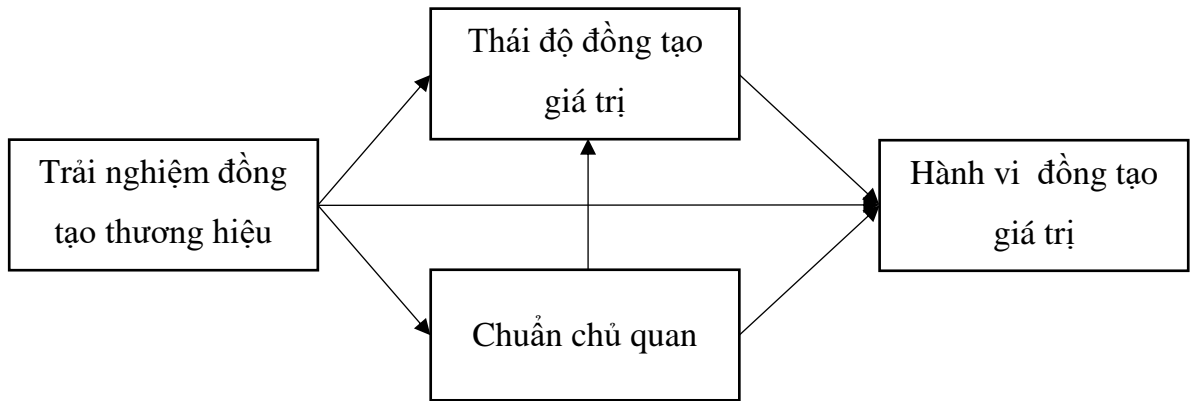 Thái độ đồng tạo
giá trị
Trải nghiệm đồng
tạo thương hiệu
Hành vi đồng tạo
giá trị
Chuẩn chủ quan